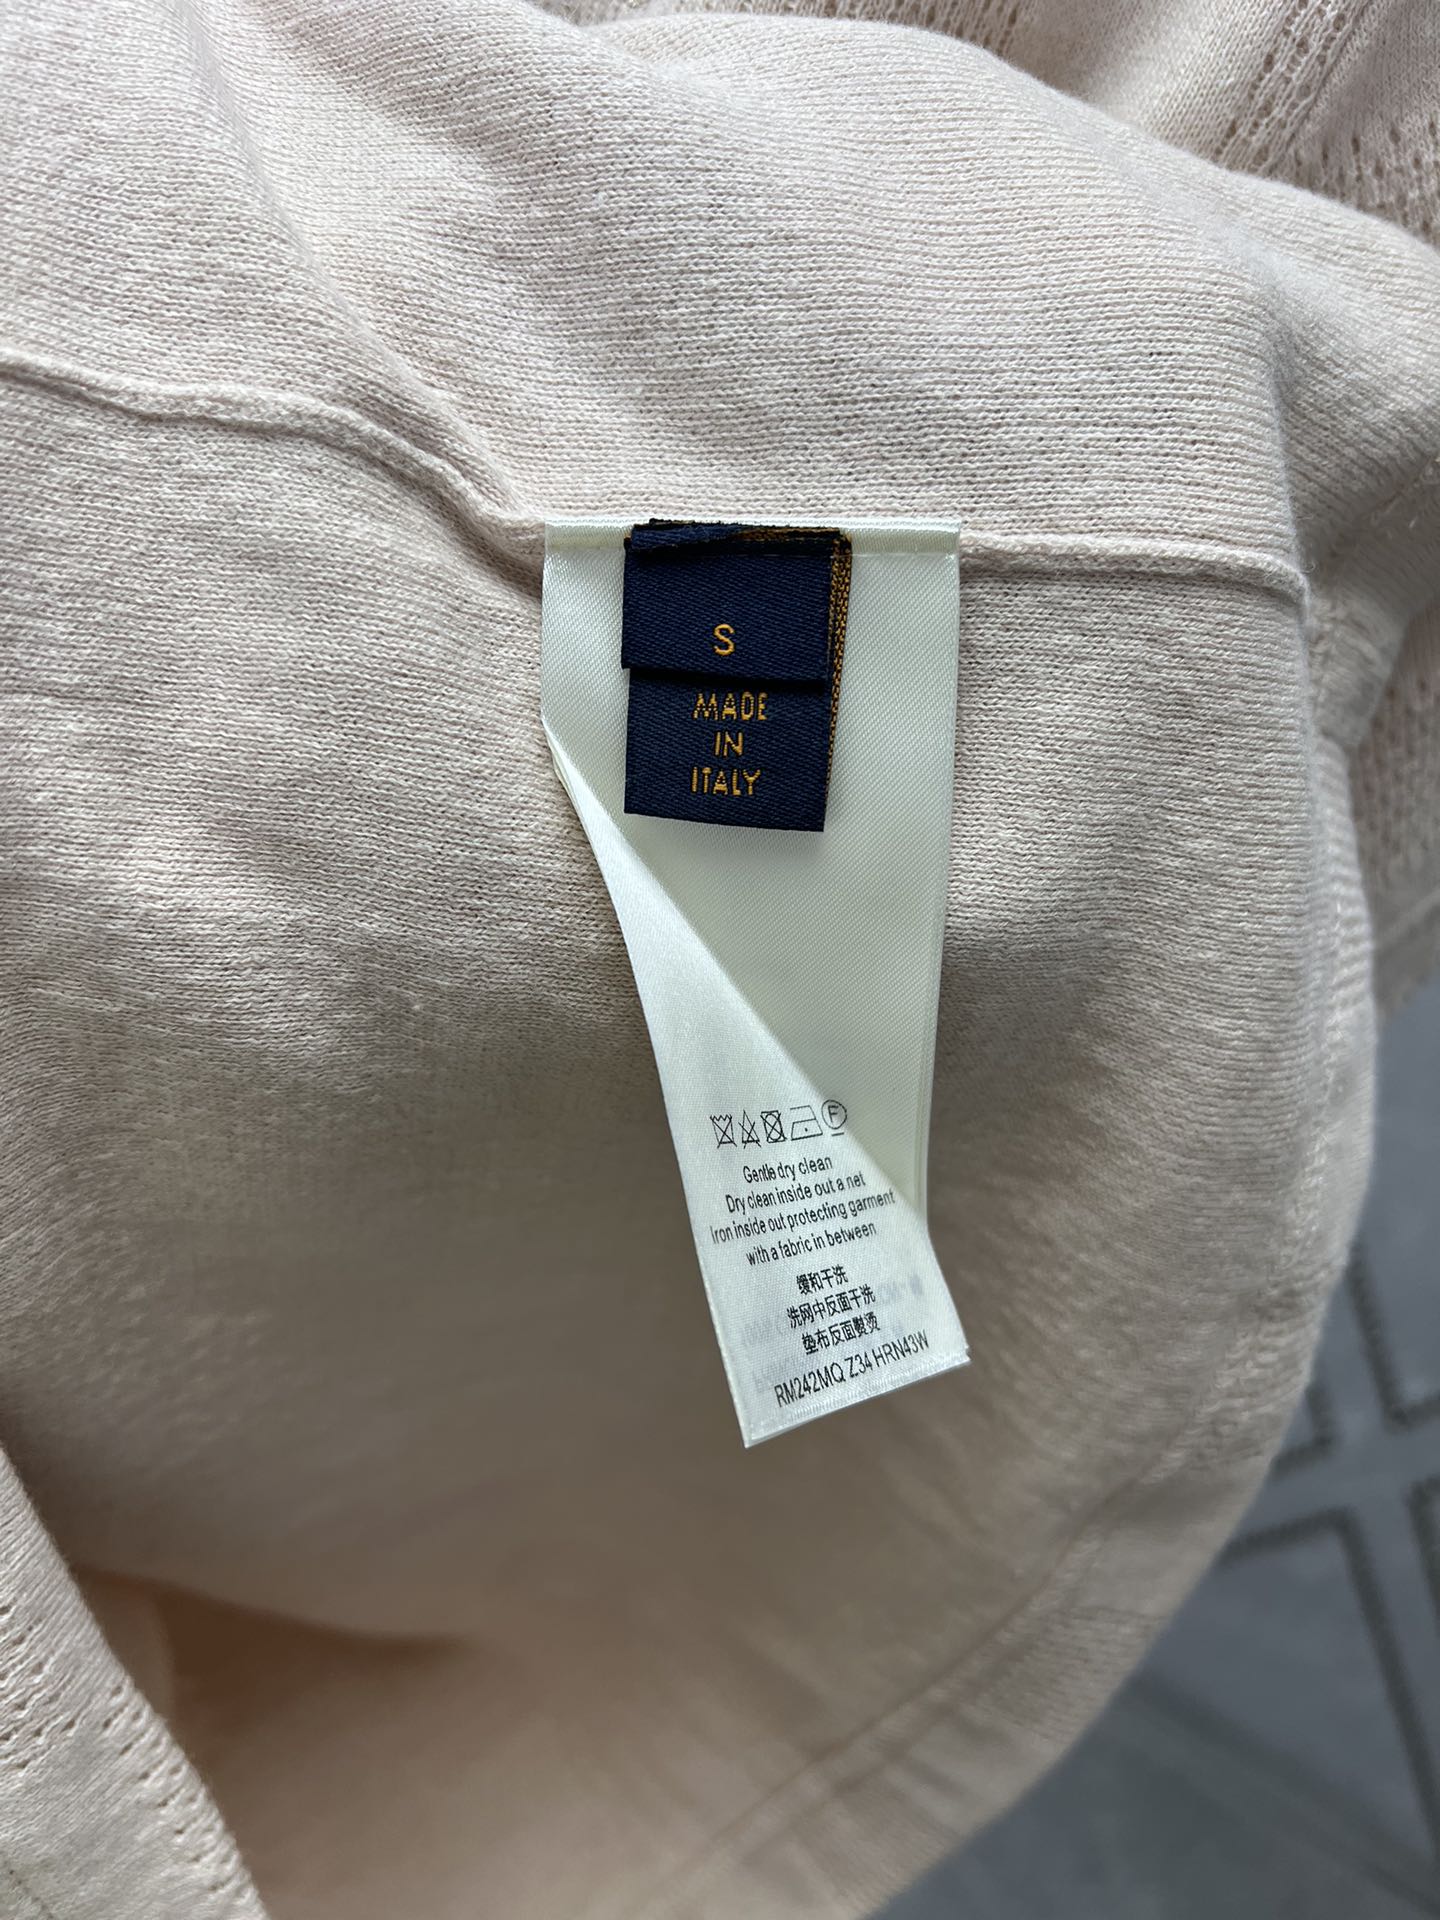 S
MADE
IN
ITALY
F
Gentle dry clean
Dry clean inside out a net
Iron inside out protecting garment
with a fabric in between
缓和干洗
洗网中反面干洗
垫布反面熨烫
RM242MQ Z34 HRN43W